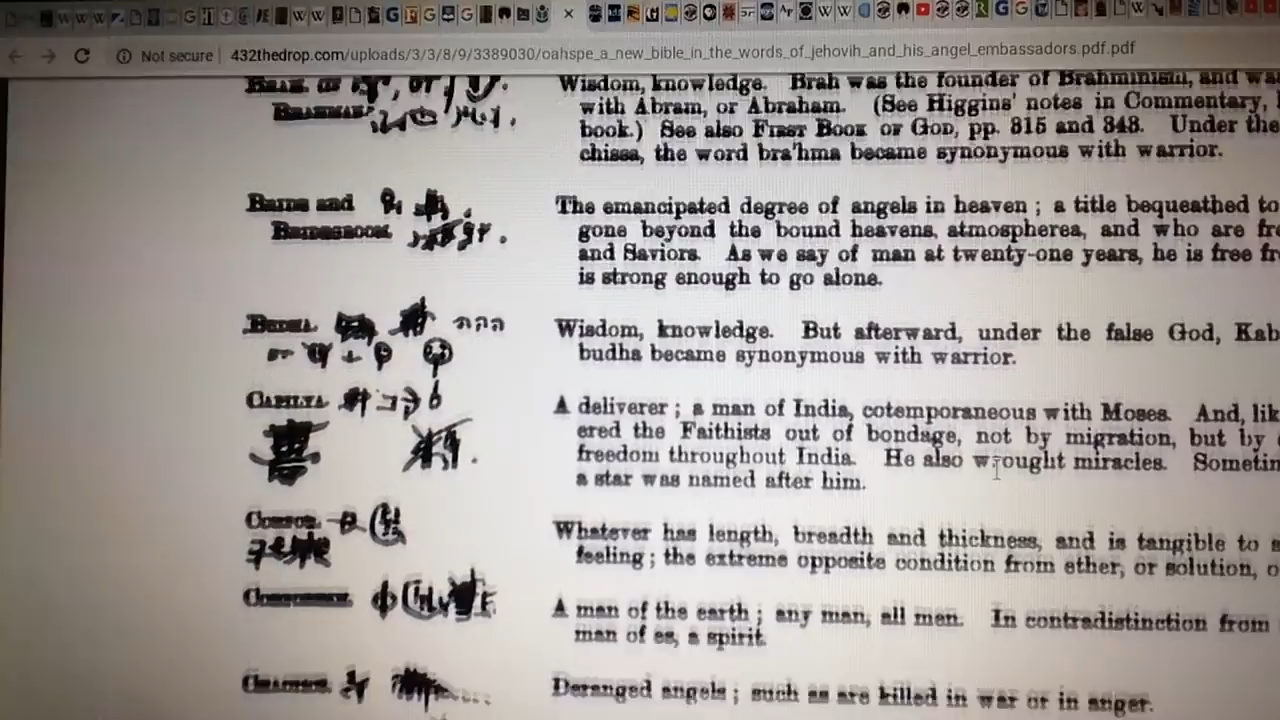 Not secure 432thedrop.com/uploads/3/3/8/9/3389030/oahspe_a_new_bible_in_the_words_of_jehovih_and_his_angel_embassadors.pdf.pdf
Wisdom, knowledge. Brah was the founder of Brahminism, and
with Abram, or Abraham. (See Higgins' notes in Commentary,
book.) See also First Book of God, pp. 315 and 348. Under the
chissa, the word bra'hma became synonymous with warrior.
and
The emancipated degree of angels in heaven ; a title bequeathed to
gone beyond the bound heavens, atmospheres, and who are
and Saviors. As we say of man at twenty-one years, he is free
is strong enough to go alone.
Budha.
Wisdom, knowledge. But afterward, under the false God,
budha became synonymous with warrior.
Capilya
A deliverer ; a man of India, cotemporaneous with Moses. And,
ered the Faithists out of bondage, not by migration, but by
freedom throughout India. He also wrought miracles.
a star was named after him.
Corpor.
Whatever has length, breadth and thickness, and is tangible to
feeling ; the extreme opposite condition from ether, or solution,
A man of the earth ; any man, all men. In contradistinction from
man of es, a spirit.
Deranged angels ; such as are killed in war or in anger.